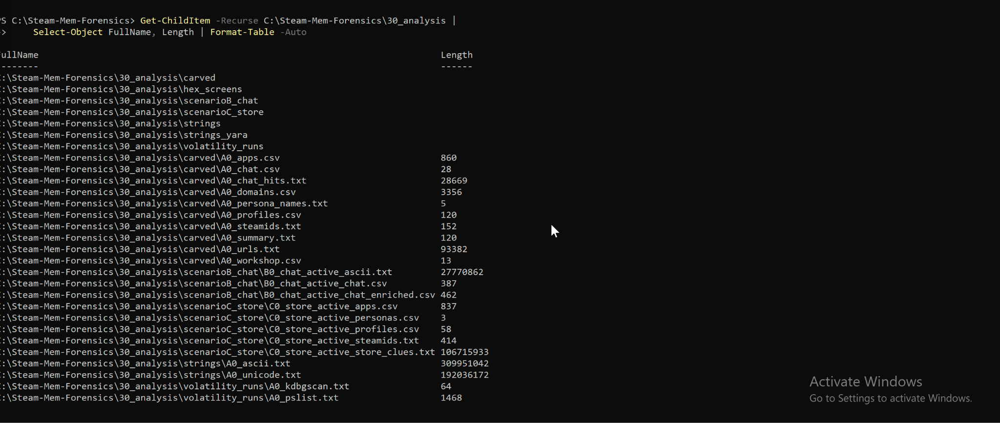 PS C:\Steam-Mem-Forensics> Get-ChildItem -Recurse C:\Steam-Mem-Forensics\30_analysis |
>>     Select-Object FullName, Length | Format-Table -Auto
FullName Length
-------- ------
C:\Steam-Mem-Forensics\30_analysis\carved
C:\Steam-Mem-Forensics\30_analysis\hex_screens
C:\Steam-Mem-Forensics\30_analysis\scenarioB_chat
C:\Steam-Mem-Forensics\30_analysis\scenarioC_store
C:\Steam-Mem-Forensics\30_analysis\strings
C:\Steam-Mem-Forensics\30_analysis\strings_yara
C:\Steam-Mem-Forensics\30_analysis\volatility_runs
C:\Steam-Mem-Forensics\30_analysis\carved\A0_apps.csv 860
C:\Steam-Mem-Forensics\30_analysis\carved\A0_chat.csv 28
C:\Steam-Mem-Forensics\30_analysis\carved\A0_chat_hits.txt 28669
C:\Steam-Mem-Forensics\30_analysis\carved\A0_domains.csv 3356
C:\Steam-Mem-Forensics\30_analysis\carved\A0_persona_names.txt 5
C:\Steam-Mem-Forensics\30_analysis\carved\A0_profiles.csv 120
C:\Steam-Mem-Forensics\30_analysis\carved\A0_steamids.txt 152
C:\Steam-Mem-Forensics\30_analysis\carved\A0_summary.txt 120
C:\Steam-Mem-Forensics\30_analysis\carved\A0_urls.txt 93382
C:\Steam-Mem-Forensics\30_analysis\carved\A0_workshop.csv 13
C:\Steam-Mem-Forensics\30_analysis\scenarioB_chat\B0_chat_active_ascii.txt 27770862
C:\Steam-Mem-Forensics\30_analysis\scenarioB_chat\B0_chat_active_chat.csv 387
C:\Steam-Mem-Forensics\30_analysis\scenarioB_chat\B0_chat_active_chat_enriched.csv 462
C:\Steam-Mem-Forensics\30_analysis\scenarioC_store\C0_store_active_apps.csv 837
C:\Steam-Mem-Forensics\30_analysis\scenarioC_store\C0_store_active_personas.csv 3
C:\Steam-Mem-Forensics\30_analysis\scenarioC_store\C0_store_active_profiles.csv 58
C:\Steam-Mem-Forensics\30_analysis\scenarioC_store\C0_store_active_steamids.txt 414
C:\Steam-Mem-Forensics\30_analysis\scenarioC_store\C0_store_active_store_clues.txt 106715933
C:\Steam-Mem-Forensics\30_analysis\strings\A0_ascii.txt 309951042
C:\Steam-Mem-Forensics\30_analysis\strings\A0_unicode.txt 192036172
C:\Steam-Mem-Forensics\30_analysis\volatility_runs\A0_kdbgscan.txt 64
C:\Steam-Mem-Forensics\30_analysis\volatility_runs\A0_pslist.txt 1468
Activate Windows
Go to Settings to activate Windows.